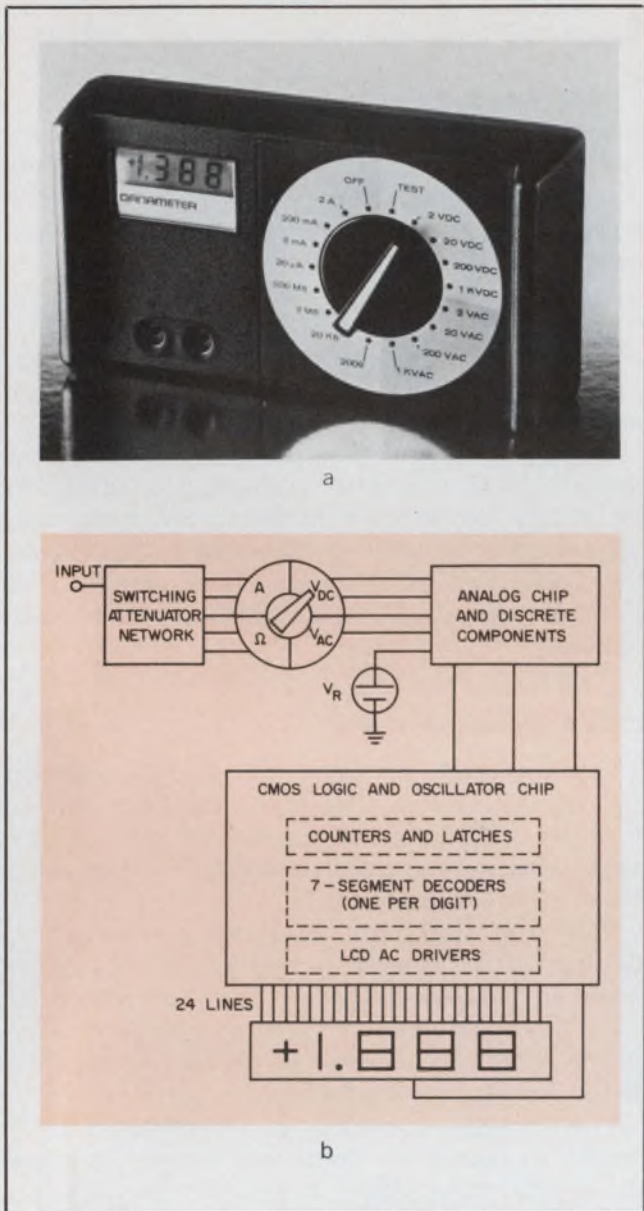 +1.388
DANAMETER
OFF
TEST
2 A
2 VDC
200 mA
20 VDC
2 mA
200 VDC
20 µA
1 KVDC
2 VAC
20 VAC
20 KΩ
200 VAC
1 KVAC
a
INPUT
SWITCHING
ATTENUATOR
NETWORK
A
VDC
Ω
VAC
ANALOG CHIP
AND DISCRETE
COMPONENTS
VR
CMOS LOGIC AND OSCILLATOR CHIP
COUNTERS AND LATCHES
7-SEGMENT DECODERS
(ONE PER DIGIT)
LCD AC DRIVERS
24 LINES
+1.888
b